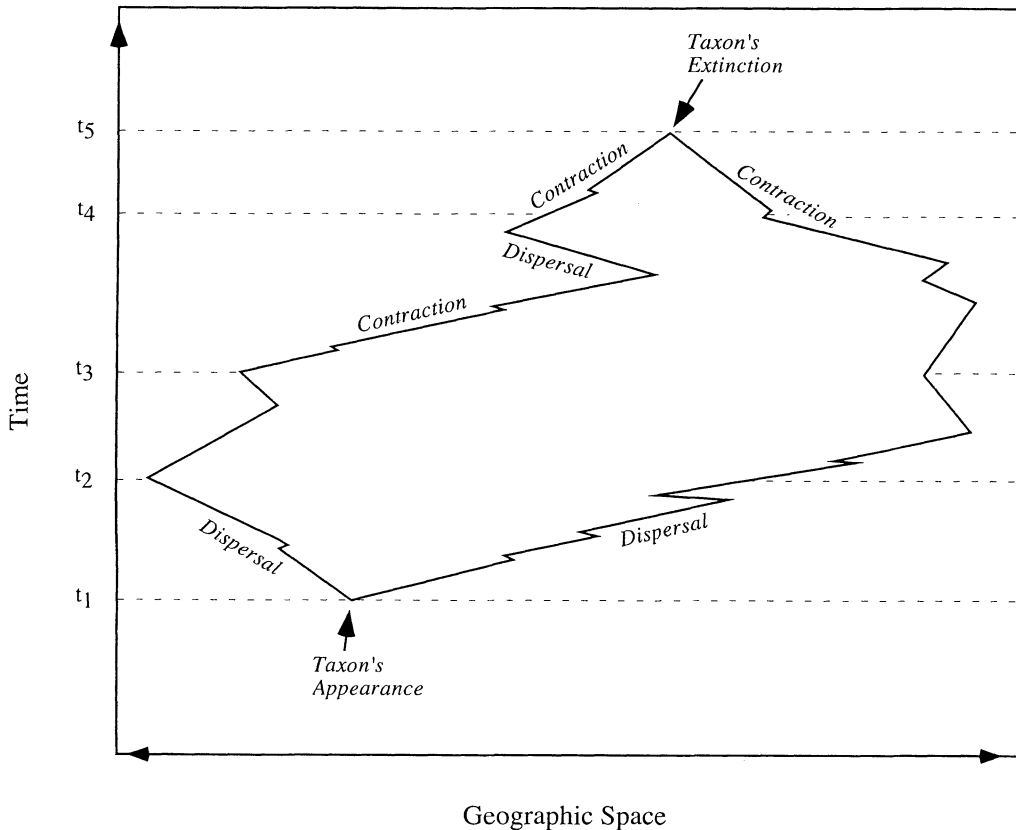 Taxon's
Extinction
t5
Contraction
Contraction
t4
Dispersal
Contraction
t3
Time
t2
Dispersal
Dispersal
t1
Taxon's
Appearance
Geographic Space